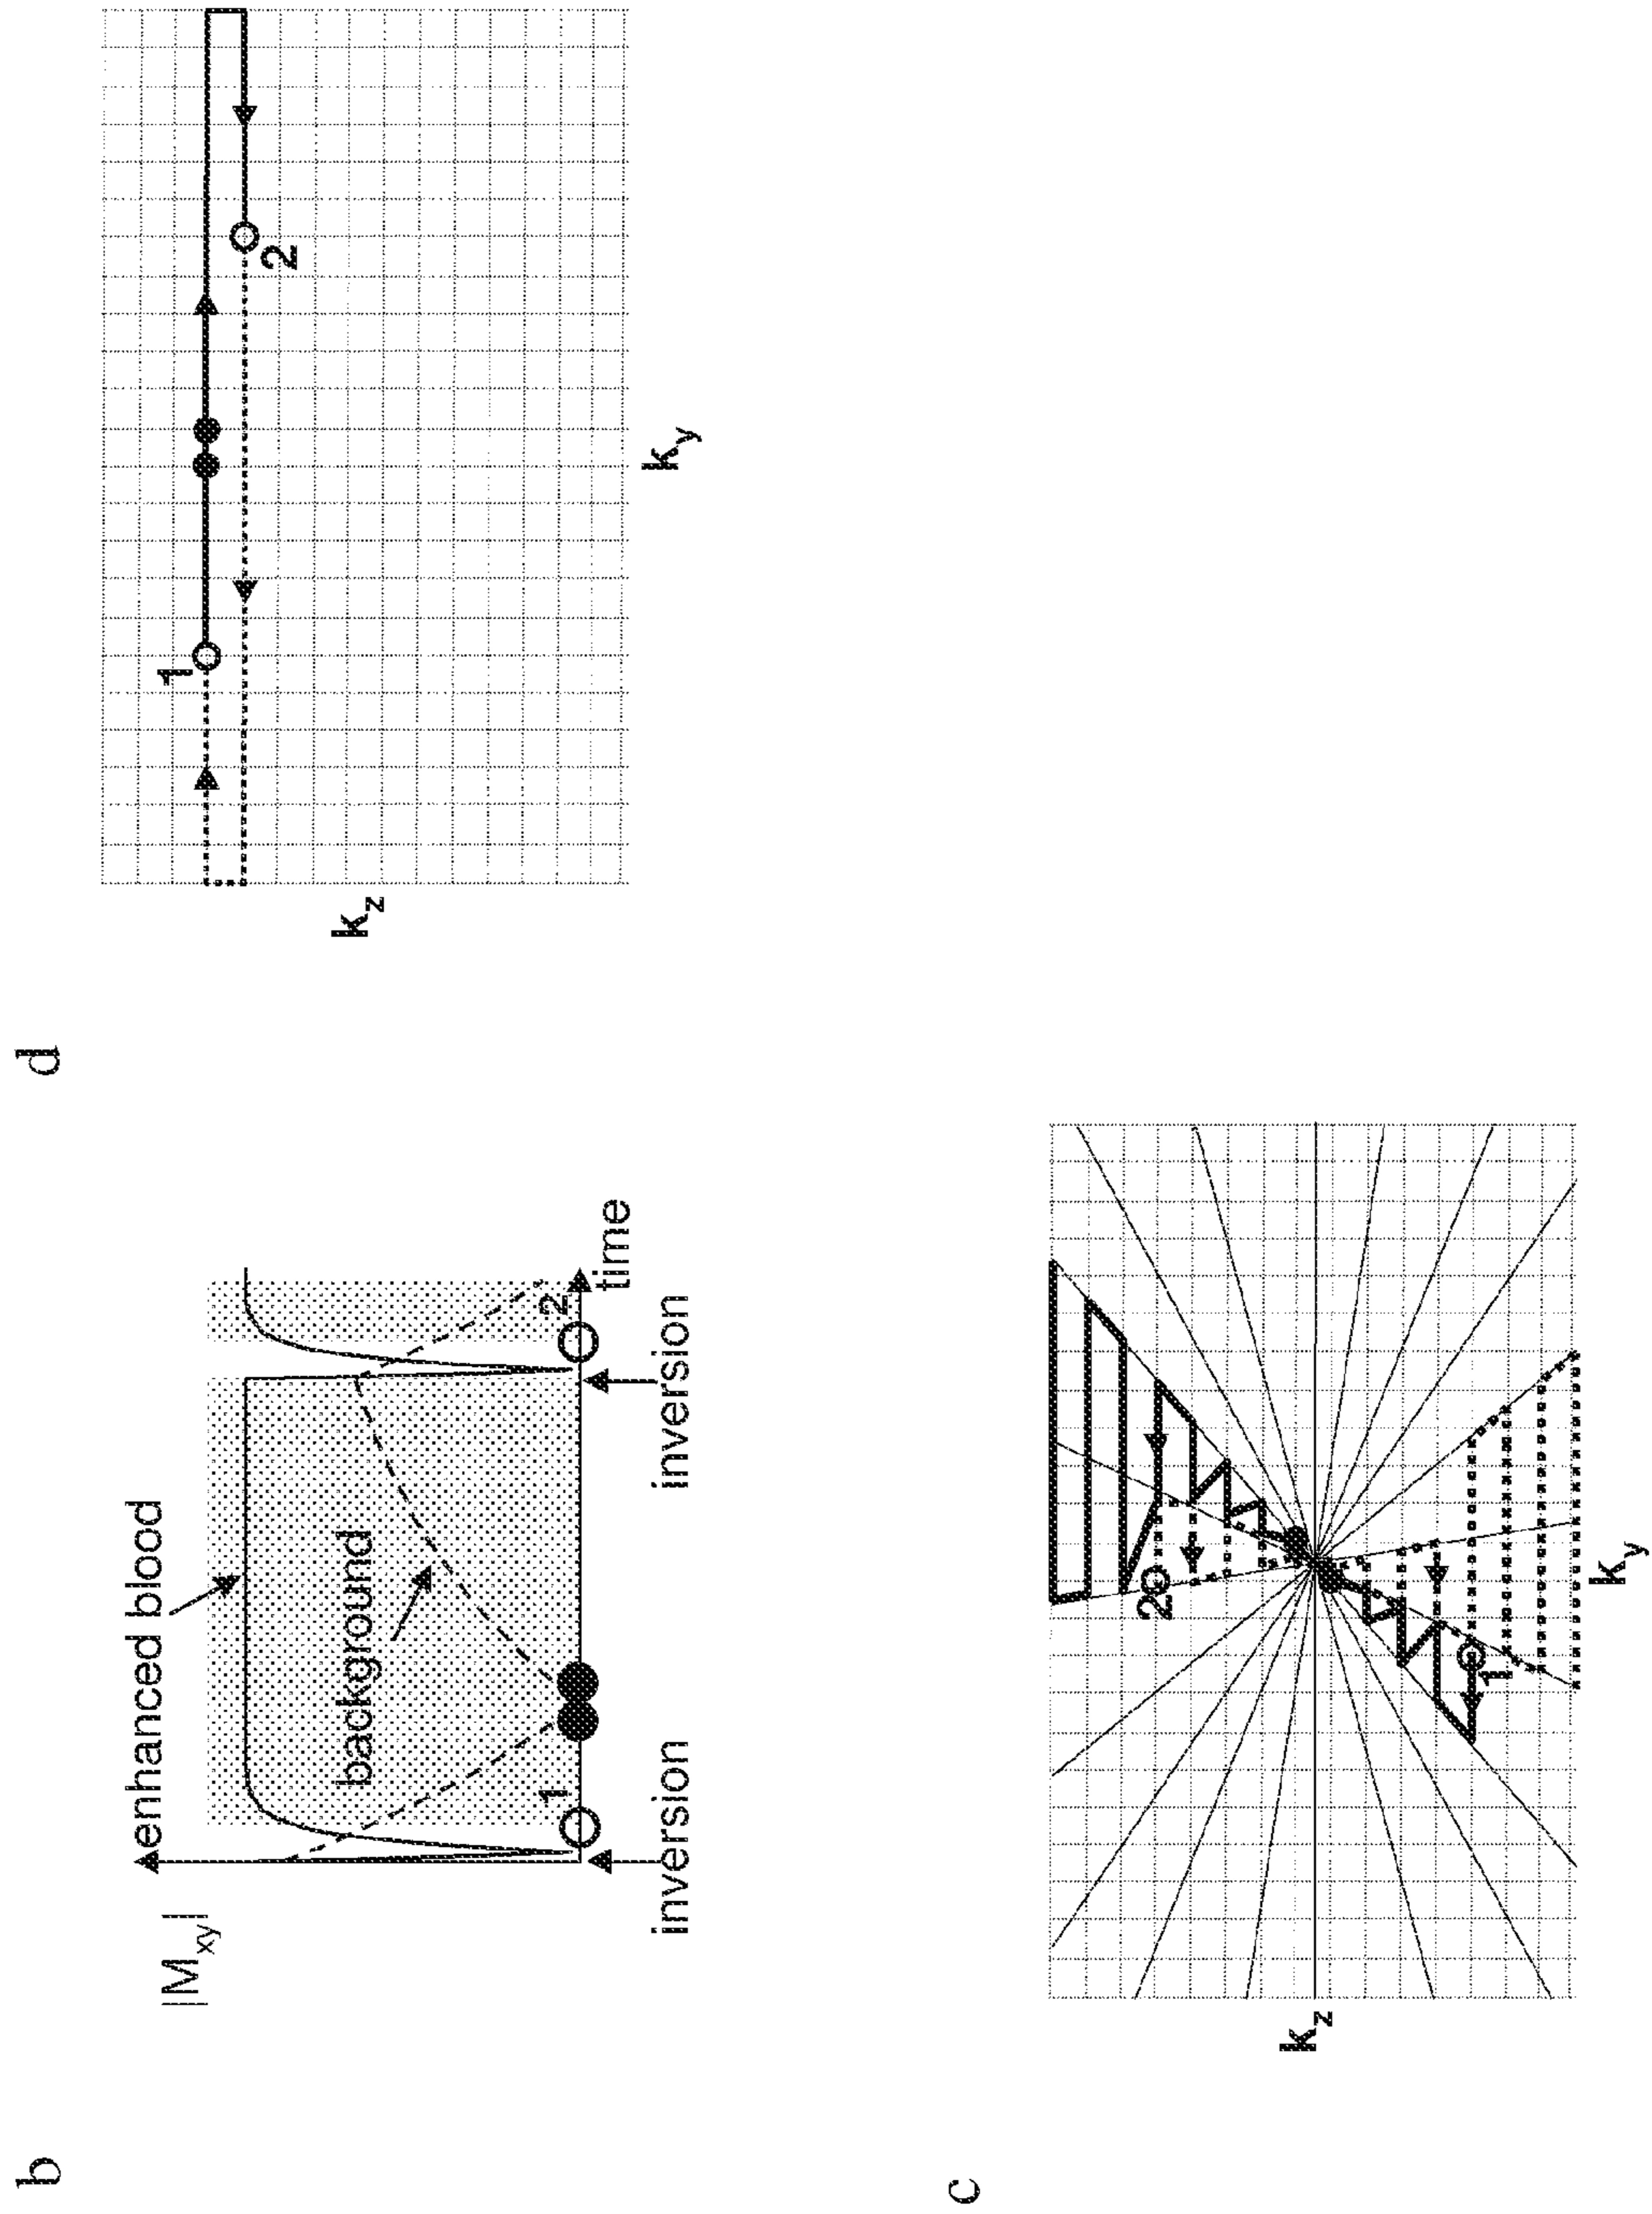 b
|Mxy|
enhanced blood
background
1
2
time
inversion
inversion
c
kz
2
1
ky
d
kz
1
2
ky